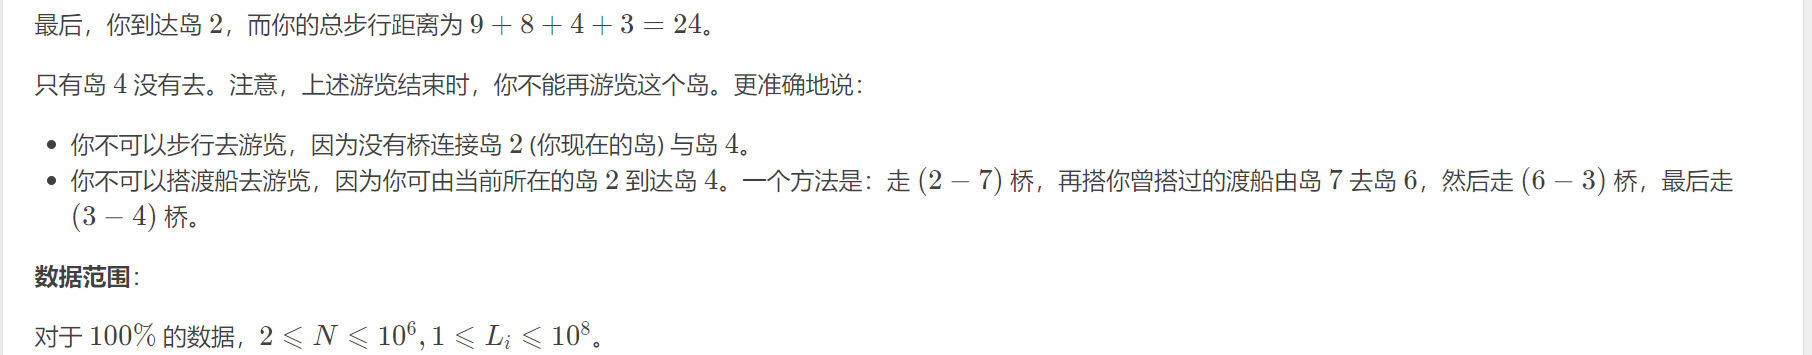 最后，你到达岛 2，而你的总步行距离为 9 + 8 + 4 + 3 = 24。
只有岛 4 没有去。注意，上述游览结束时，你不能再游览这个岛。更准确地说：
• 你不可以步行去游览，因为没有桥连接岛 2 (你现在的岛) 与岛 4。
• 你不可以搭渡船去游览，因为你可由当前所在的岛 2 到达岛 4。一个方法是：走 (2 − 7) 桥，再搭你曾搭过的渡船由岛 7 去岛 6，然后走 (6 − 3) 桥，最后走
(3 − 4) 桥。
数据范围：
对于 100% 的数据，2 ⩽ N ⩽ 10^6, 1 ⩽ L_i ⩽ 10^8。